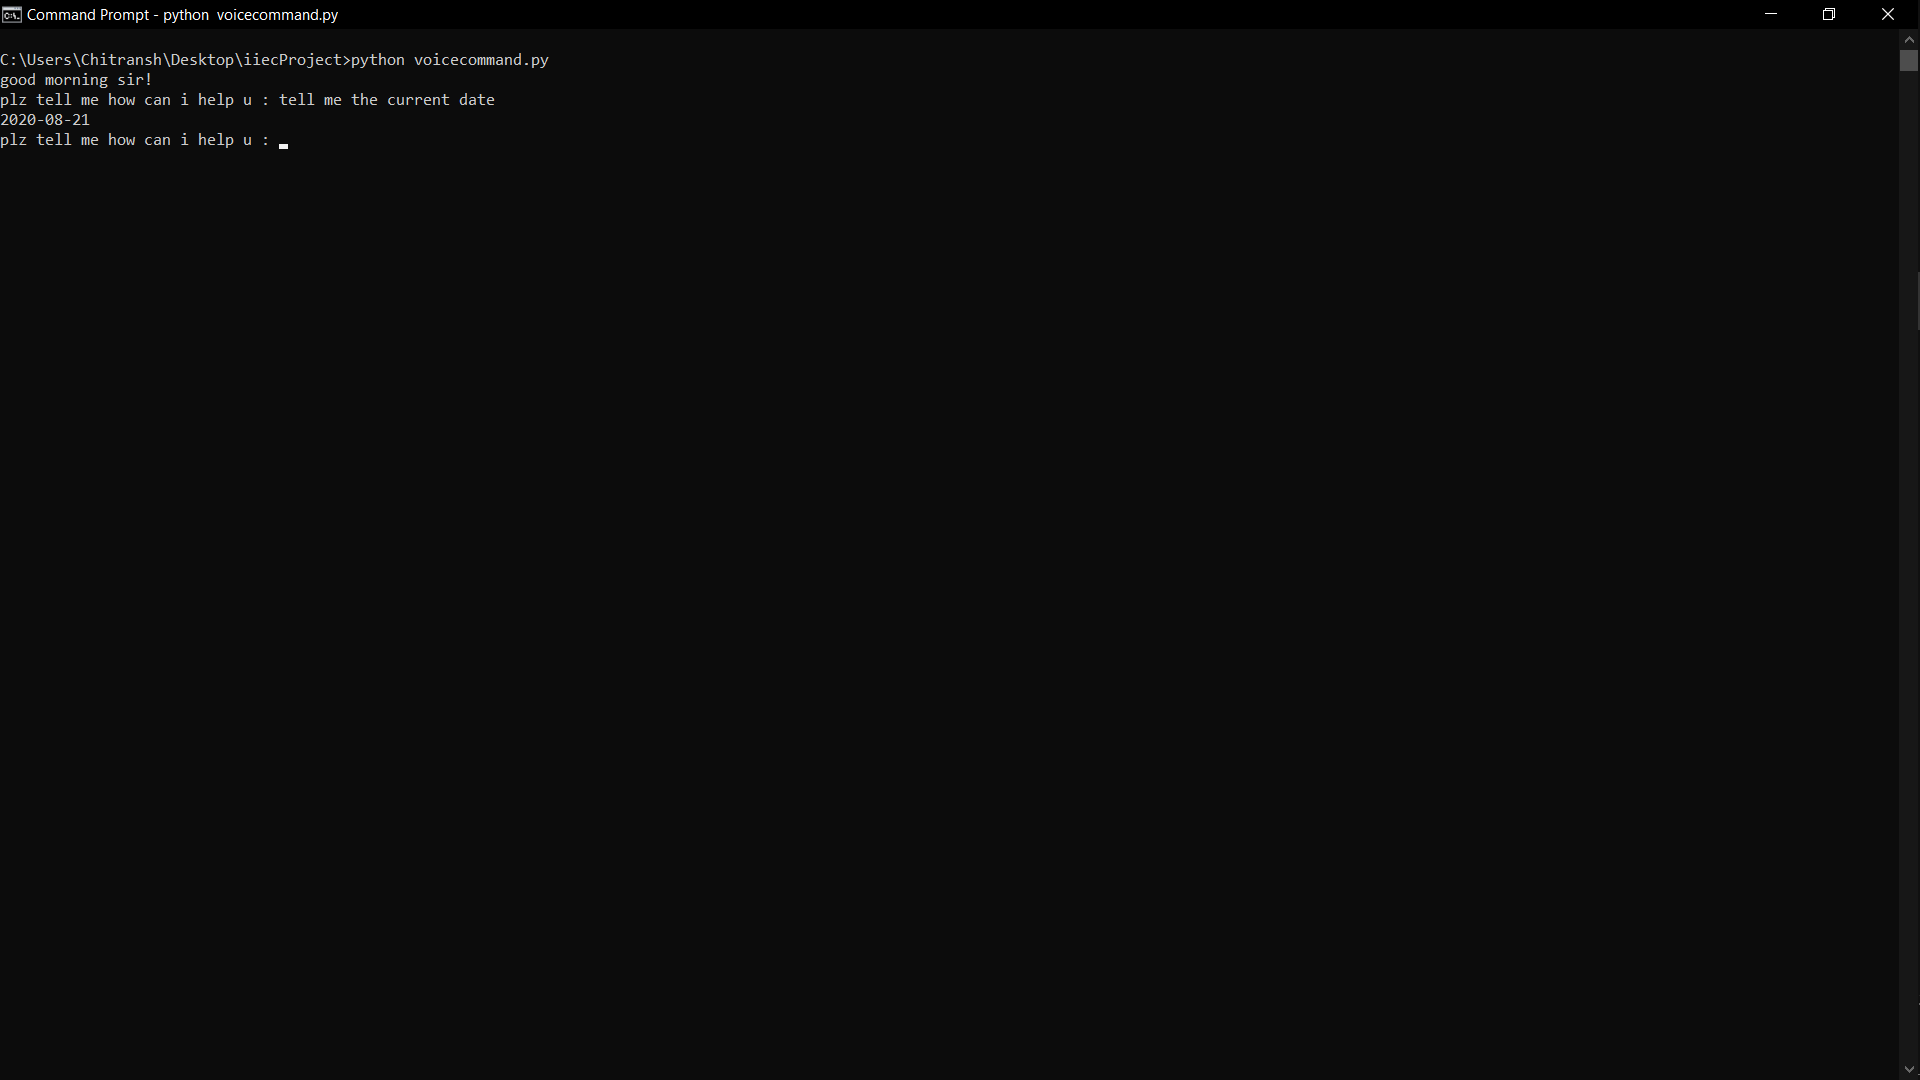 Command Prompt - python  voicecommand.py
C:\Users\Chitransh\Desktop\iiecProject>python voicecommand.py
good morning sir!
plz tell me how can i help u : tell me the current date
2020-08-21
plz tell me how can i help u :